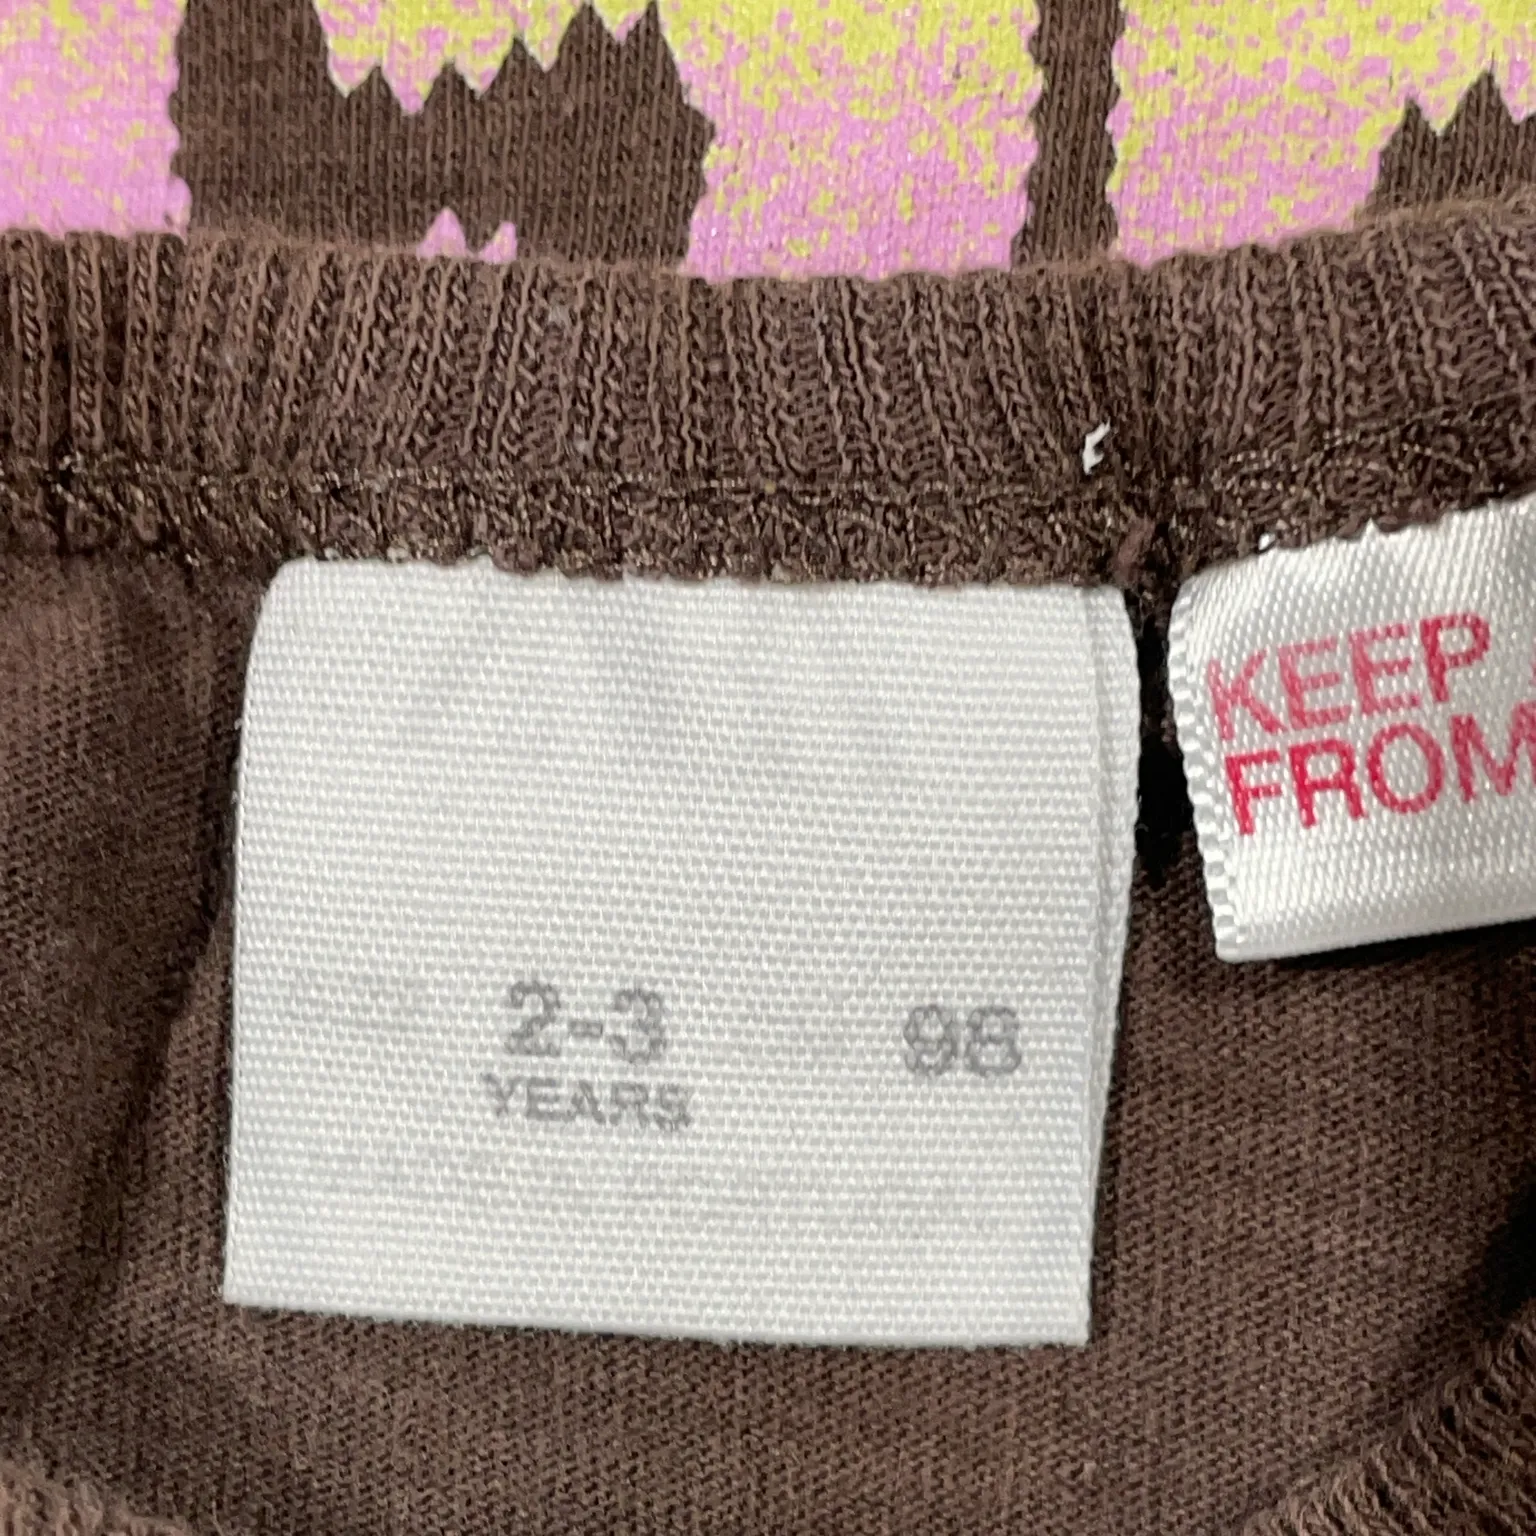 2-3 98
YEARS
KEEP
FROM